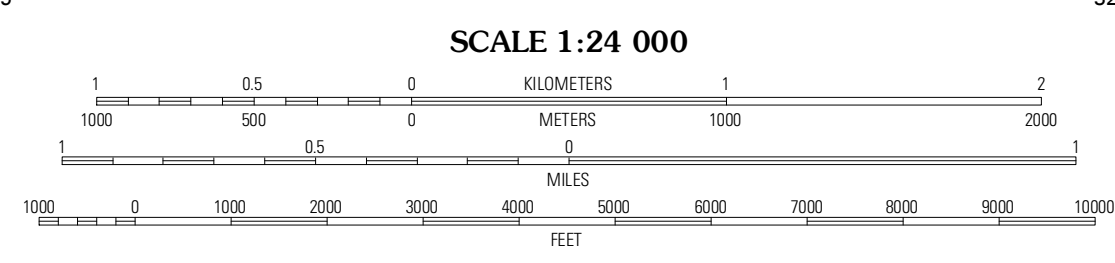 SCALE 1:24 000
1 0.5 0 KILOMETERS 1 2
1000 500 0 METERS 1000 2000
1 0.5 0 1
MILES
1000 0 1000 2000 3000 4000 5000 6000 7000 8000 9000 10000
FEET